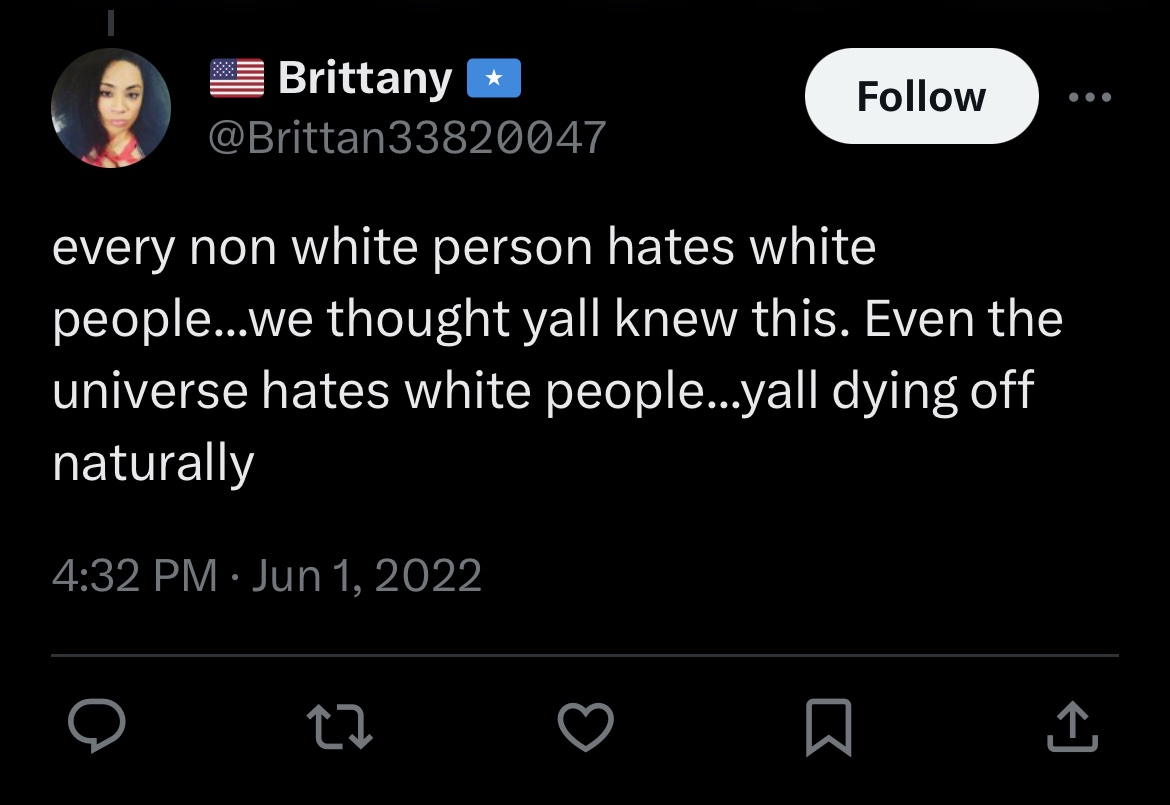 Brittany
@Brittan33820047
Follow
every non white person hates white
people...we thought yall knew this. Even the
universe hates white people...yall dying off
naturally
4:32 PM · Jun 1, 2022